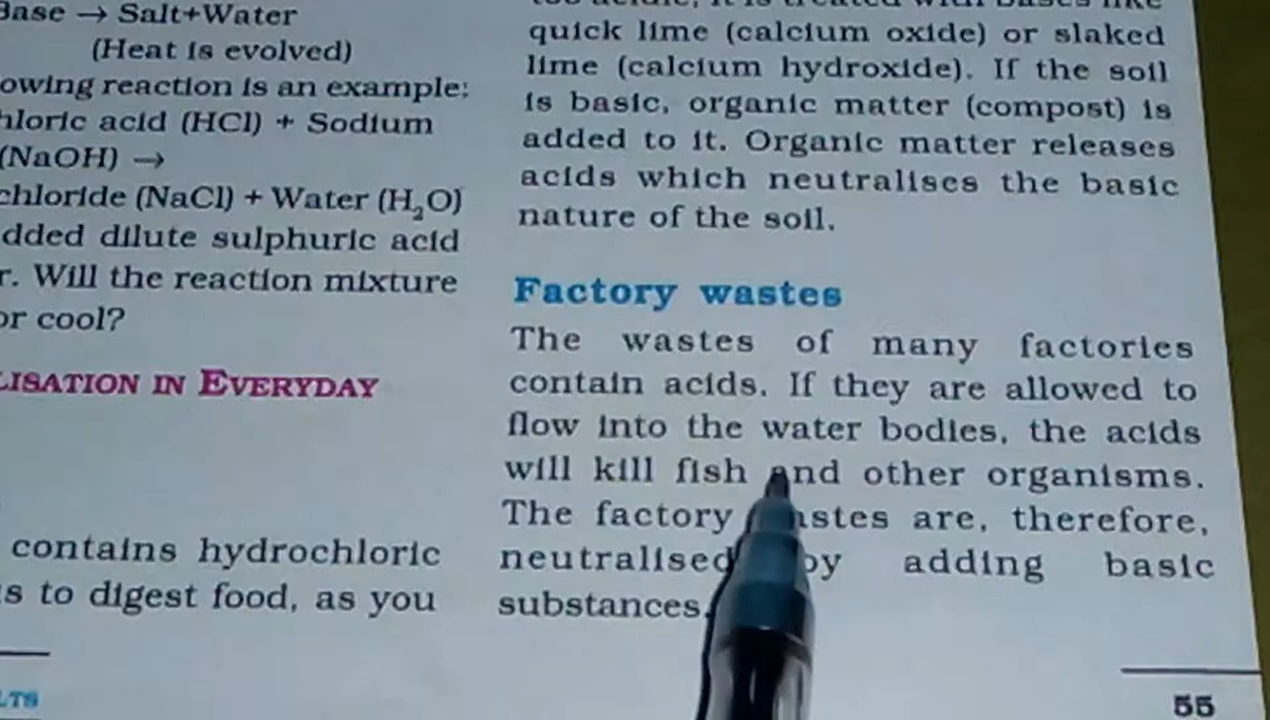 Base → Salt+Water
(Heat is evolved)
owing reaction is an example:
hloric acid (HCl) + Sodium
(NaOH) →
chloride (NaCl) + Water (H₂O)
dded dilute sulphuric acid
r. Will the reaction mixture
or cool?
LISATION IN EVERYDAY
contains hydrochloric
s to digest food, as you
LTS
quick lime (calcium oxide) or slaked
lime (calcium hydroxide). If the soil
is basic, organic matter (compost) is
added to it. Organic matter releases
acids which neutralises the basic
nature of the soil.
Factory wastes
The wastes of many factories
contain acids. If they are allowed to
flow into the water bodies, the acids
will kill fish and other organisms.
The factory wastes are, therefore,
neutralised by adding basic
substances.
55